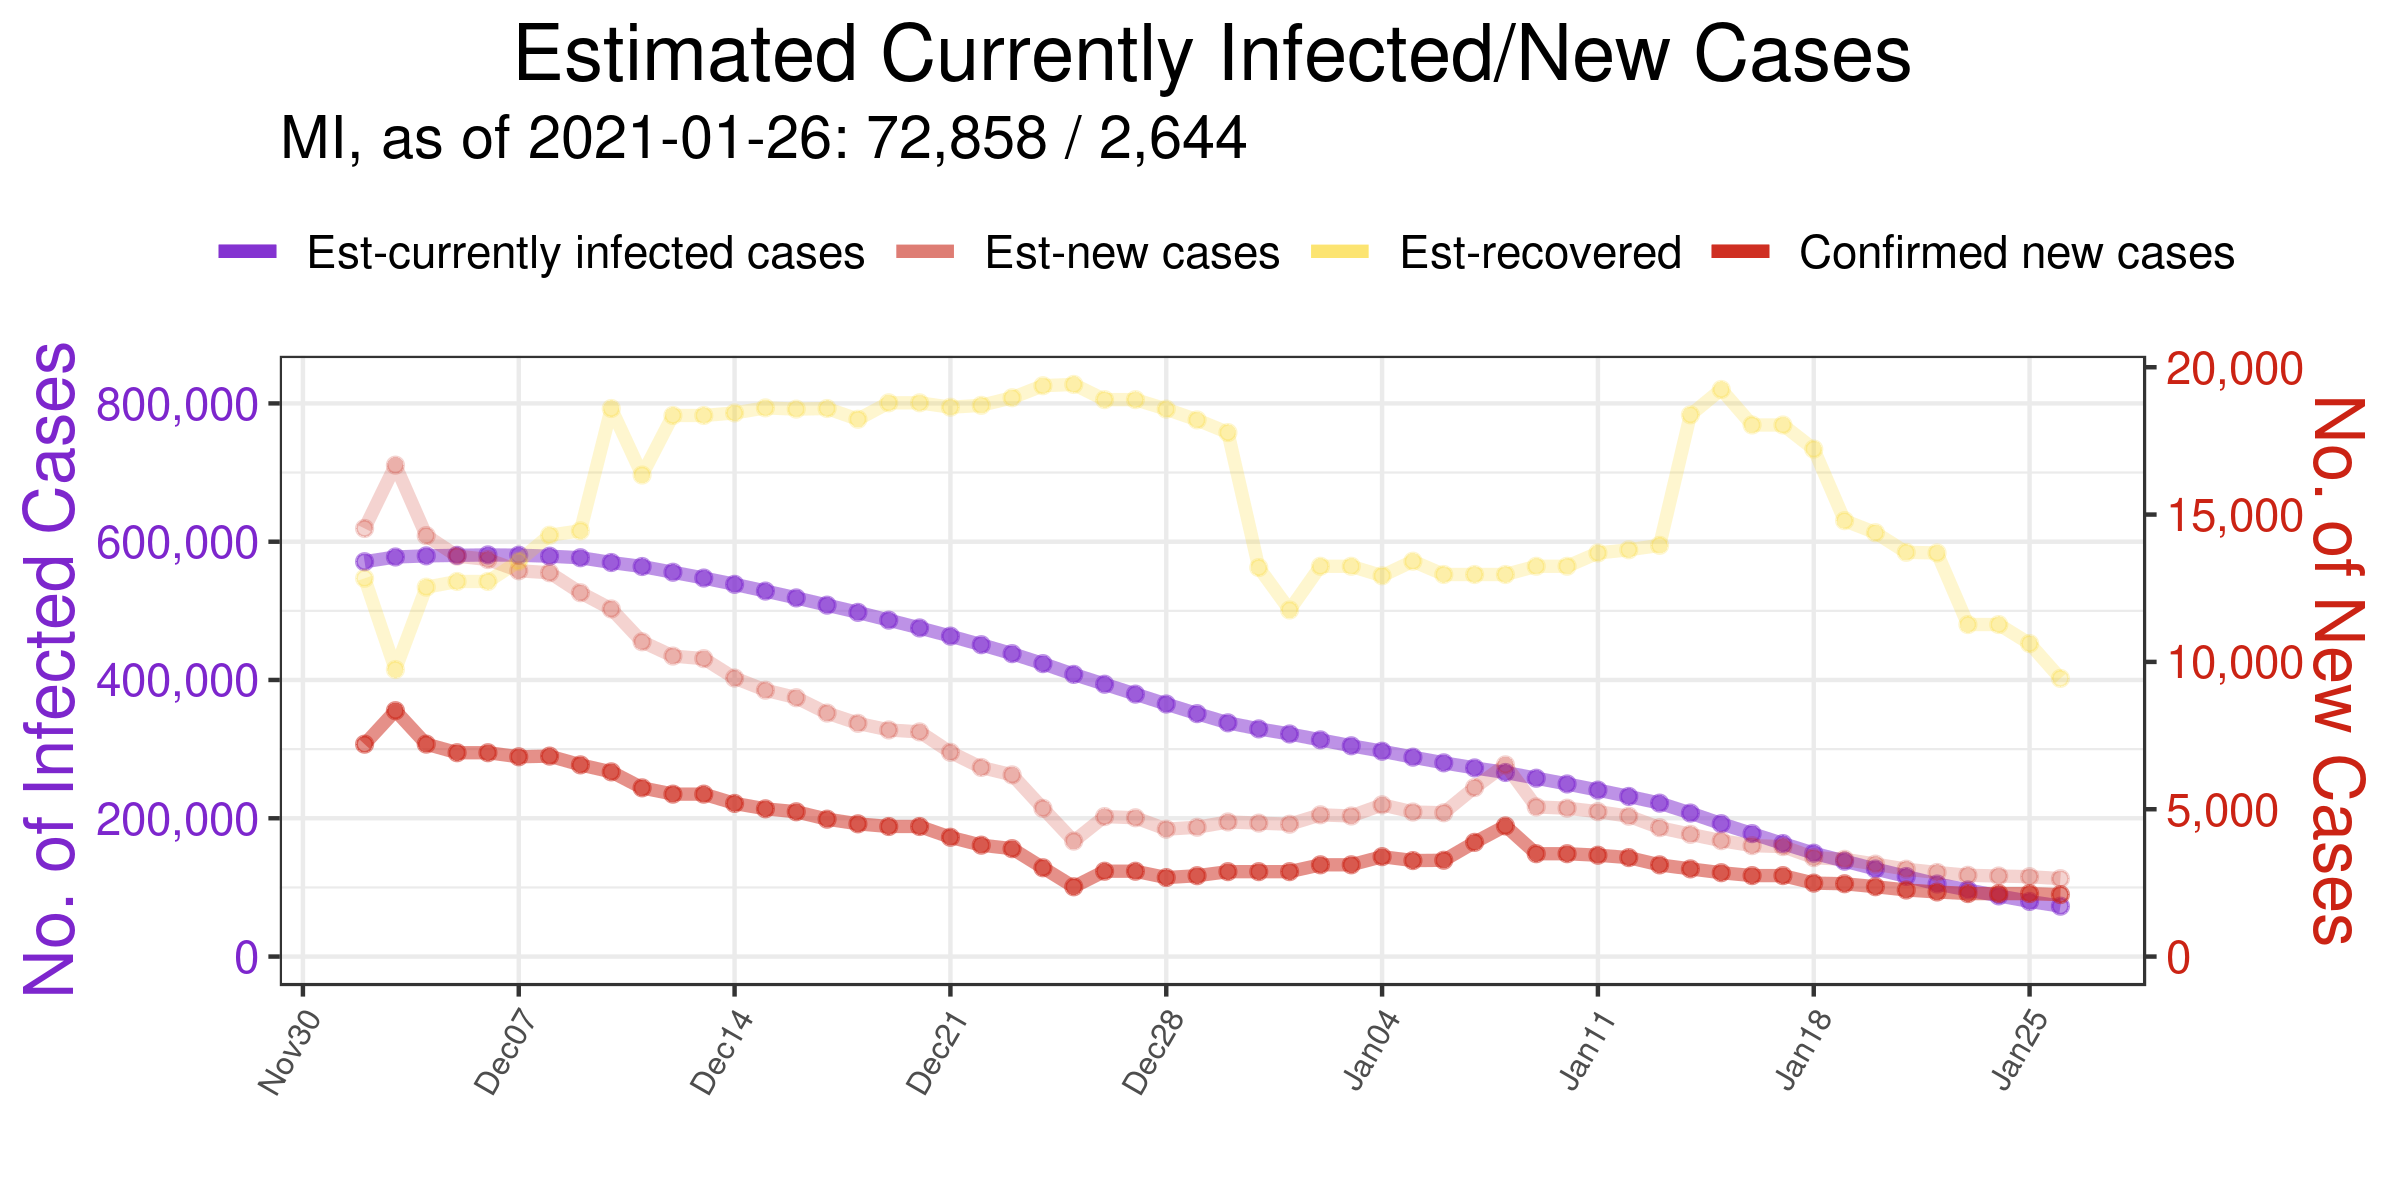 Estimated Currently Infected/New Cases
MI, as of 2021-01-26: 72,858 / 2,644
Est-currently infected cases Est-new cases Est-recovered Confirmed new cases
No. of Infected Cases
800,000
600,000
400,000
200,000
0
20,000
15,000
10,000
5,000
0
No. of New Cases
Nov30 Dec07 Dec14 Dec21 Dec28 Jan04 Jan11 Jan18 Jan25